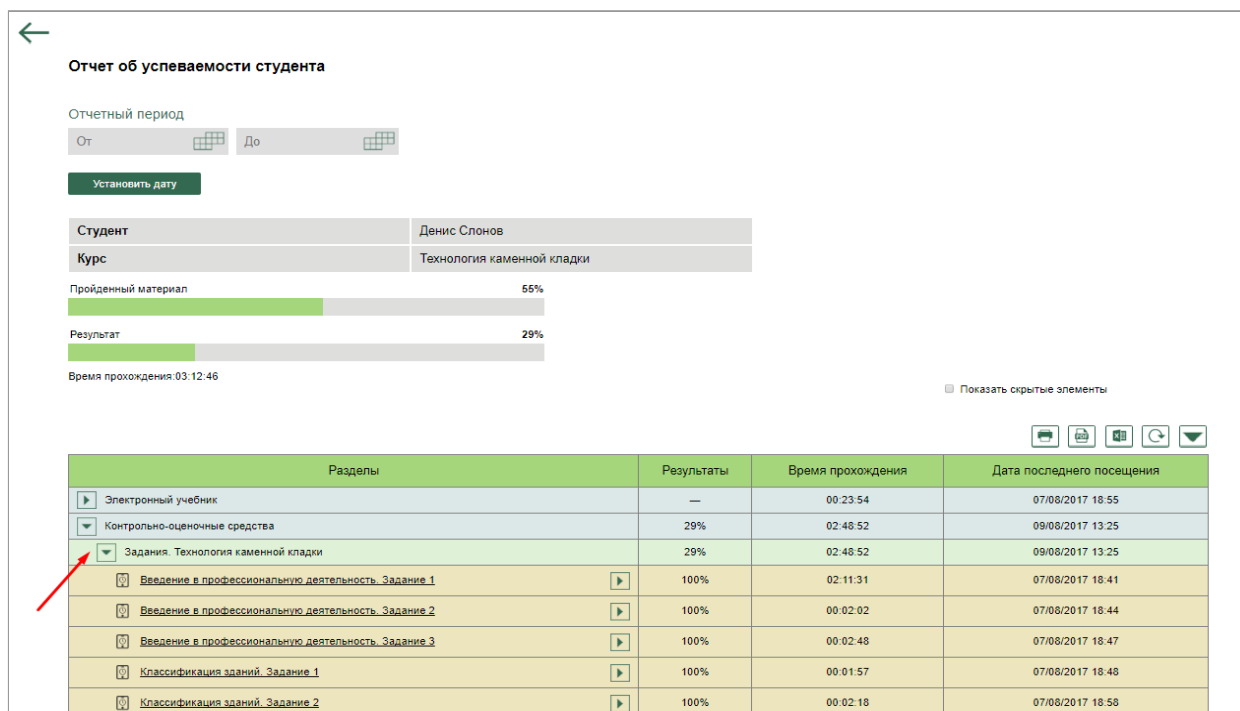 Отчет об успеваемости студента
Отчетный период
От До
Установить дату
Студент Денис Слонов
Курс Технология каменной кладки
Пройденный материал 55%
Результат 29%
Время прохождения:03:12:46
Показать скрытые элементы
Разделы Результаты Время прохождения Дата последнего посещения
Электронный учебник — 00:23:54 07/08/2017 18:55
Контрольно-оценочные средства 29% 02:48:52 09/08/2017 13:25
Задания. Технология каменной кладки 29% 02:48:52 09/08/2017 13:25
Введение в профессиональную деятельность. Задание 1 100% 02:11:31 07/08/2017 18:41
Введение в профессиональную деятельность. Задание 2 100% 00:02:02 07/08/2017 18:44
Введение в профессиональную деятельность. Задание 3 100% 00:02:48 07/08/2017 18:47
Классификация зданий. Задание 1 100% 00:01:57 07/08/2017 18:48
Классификация зданий. Задание 2 100% 00:02:18 07/08/2017 18:58